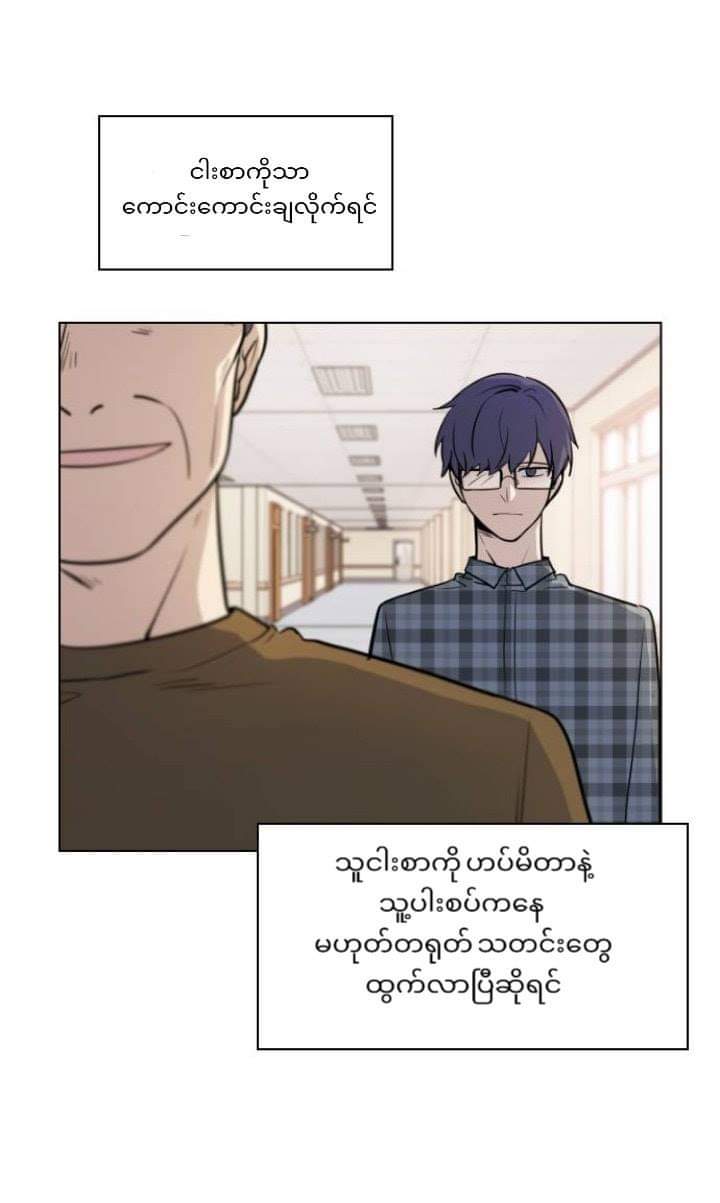 ငါးစာကိုသာ
ကောင်းကောင်းချလိုက်ရင်
သူငါးစာကို ဟပ်မိတာနဲ့
သူ့ပါးစပ်ကနေ
မဟုတ်တရုတ် သတင်းတွေ
ထွက်လာပြီဆိုရင်